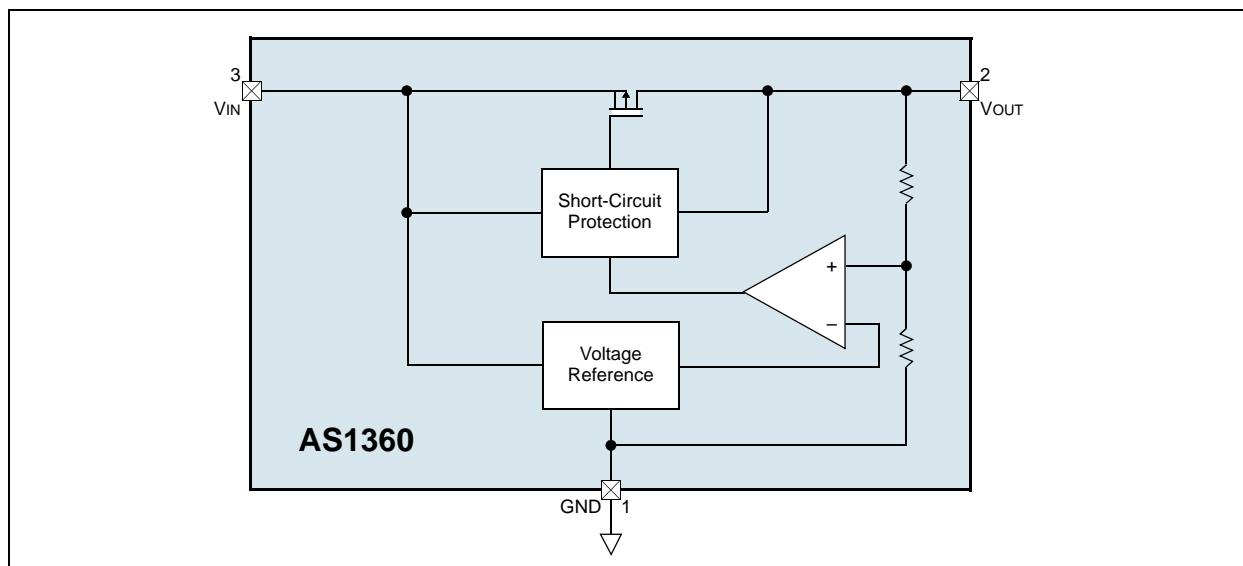 3
VIN
2
VOUT
Short-Circuit
Protection
+
–
Voltage
Reference
AS1360
GND 1